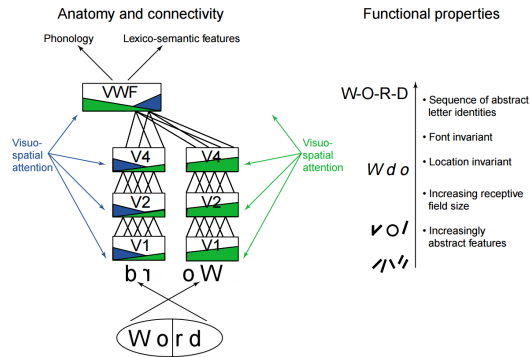 Anatomy and connectivity
Phonology
Lexico-semantic features
VWF
Visuo-
spatial
attention
V4
V4
V2
V2
V1
V1
Visuo-
spatial
attention
bɿ
oW
Word
Functional properties
W-O-R-D
• Sequence of abstract
letter identities
• Font invariant
• Location invariant
W d o
• Increasing receptive
field size
• Increasingly
abstract features